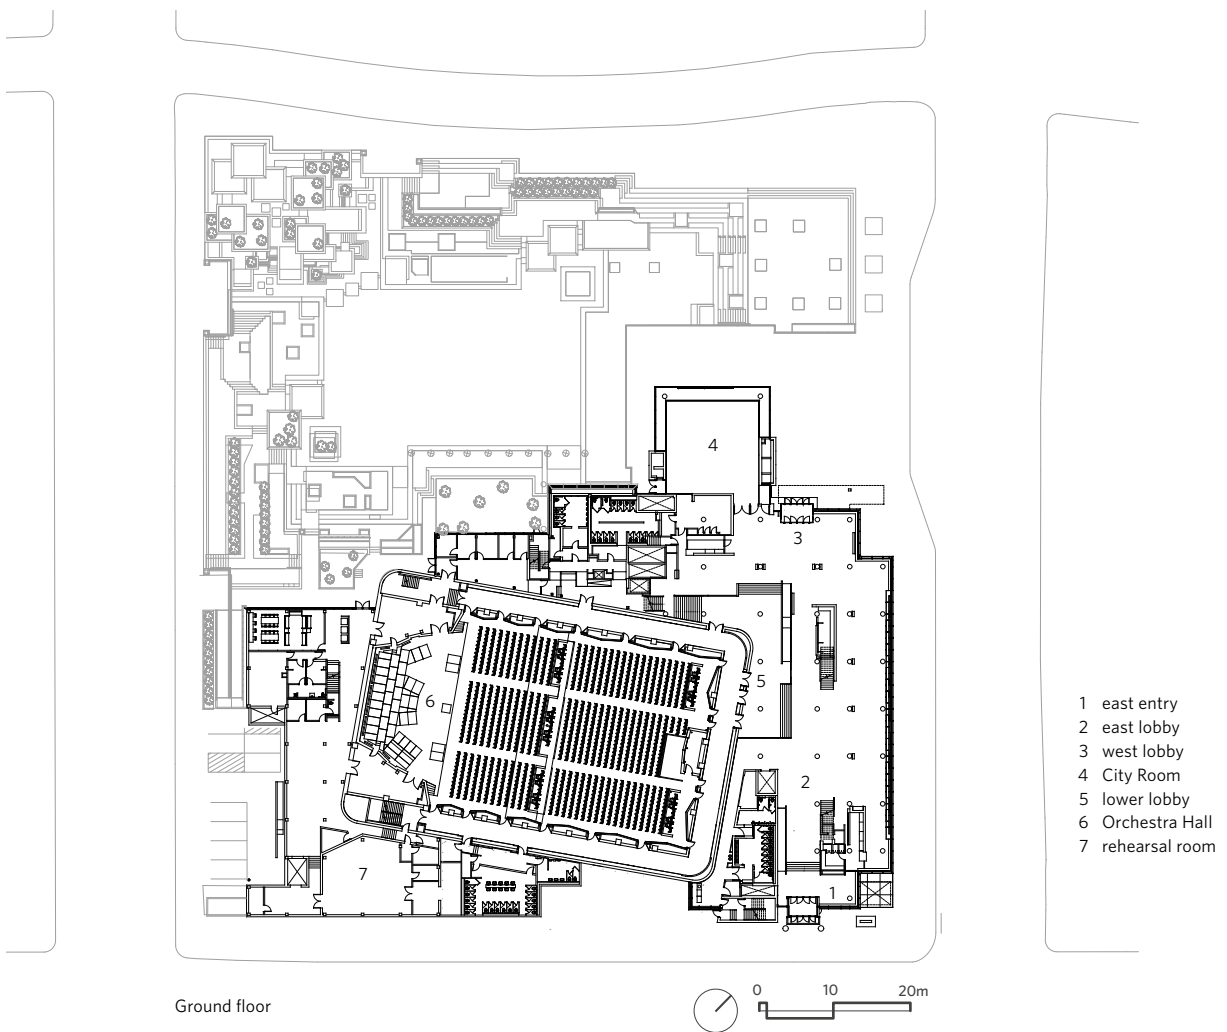 4
3
5
6
2
7
1
1 east entry
2 east lobby
3 west lobby
4 City Room
5 lower lobby
6 Orchestra Hall
7 rehearsal room
Ground floor
0 10 20m